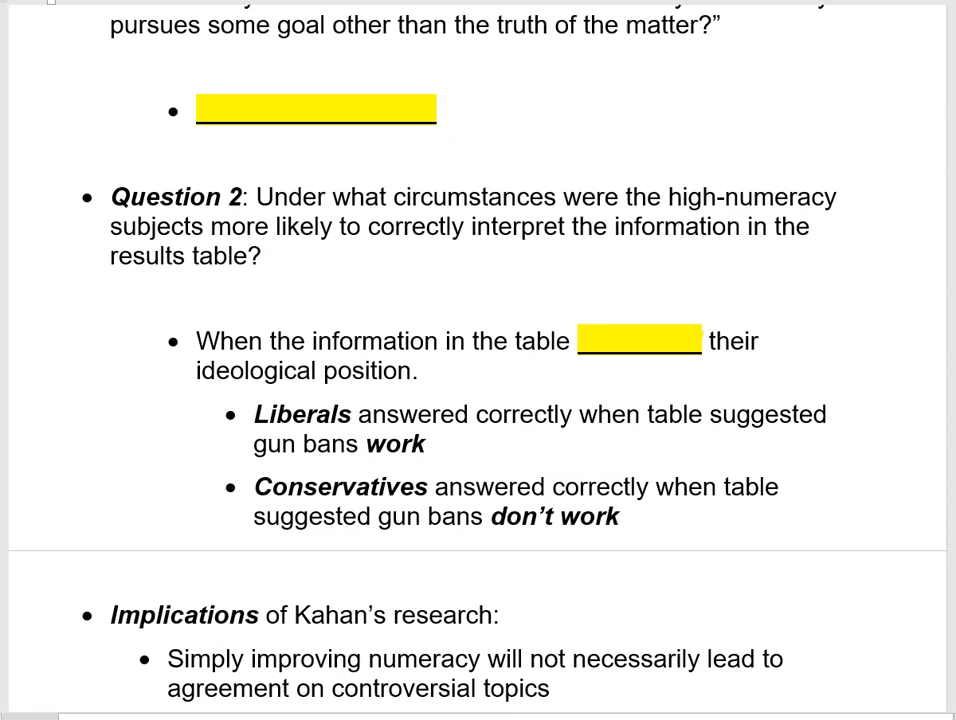 pursues some goal other than the truth of the matter?”
• Question 2: Under what circumstances were the high-numeracy
subjects more likely to correctly interpret the information in the
results table?
• When the information in the table __________ their
ideological position.
• Liberals answered correctly when table suggested
gun bans work
• Conservatives answered correctly when table
suggested gun bans don’t work
• Implications of Kahan’s research:
• Simply improving numeracy will not necessarily lead to
agreement on controversial topics